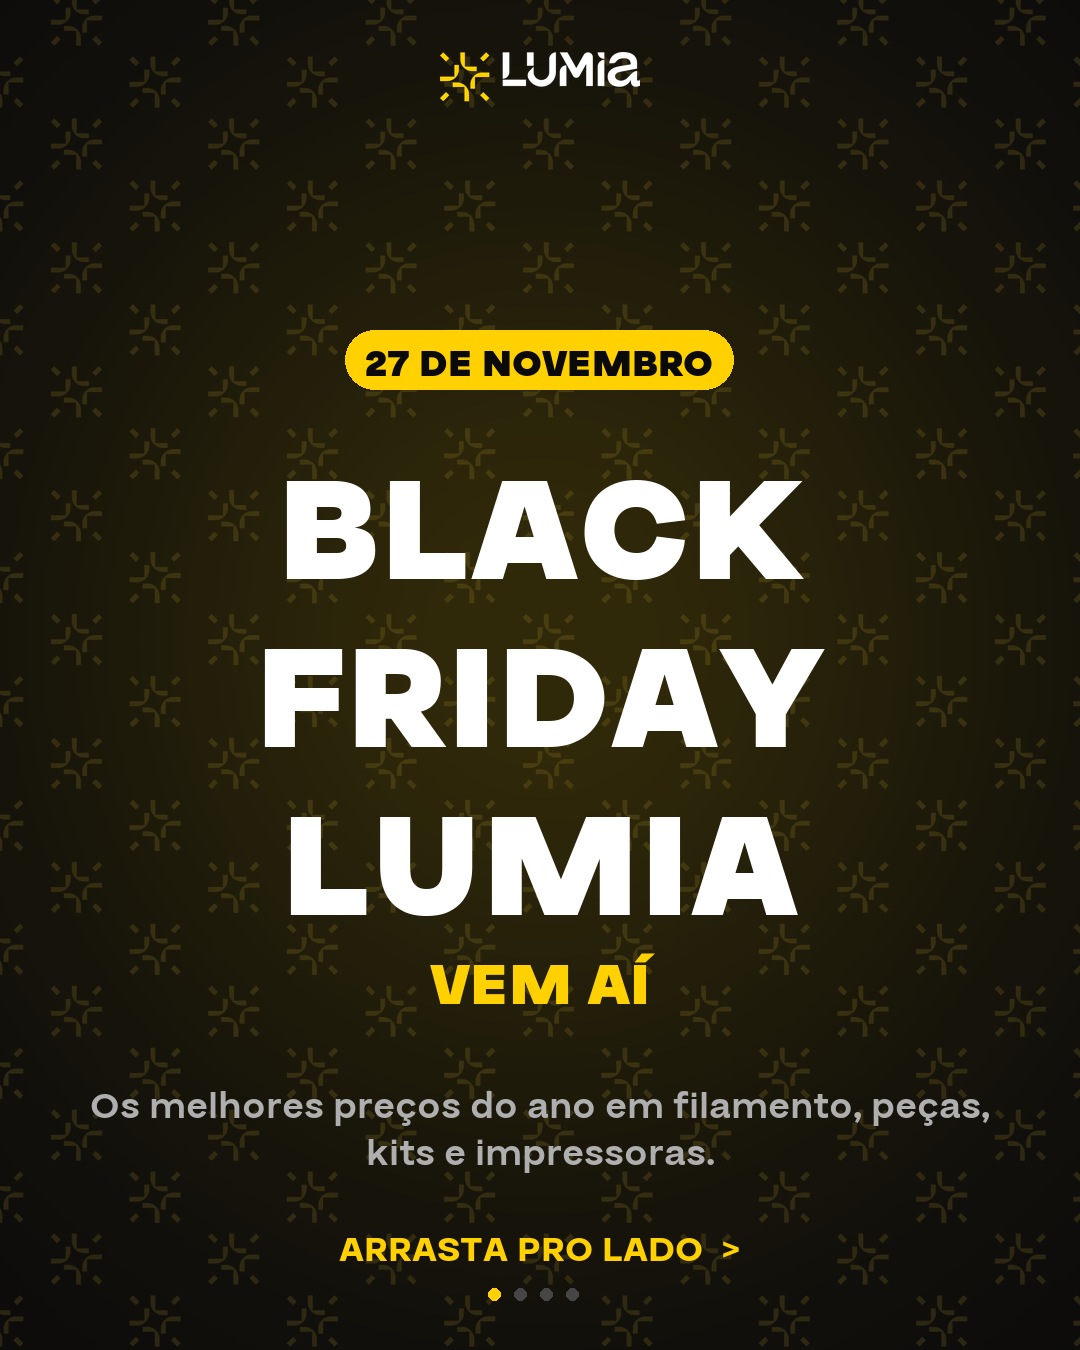 LUMIA
27 DE NOVEMBRO
BLACK
FRIDAY
LUMIA
VEM AÍ
Os melhores preços do ano em filamento, peças,
kits e impressoras.
ARRASTA PRO LADO >